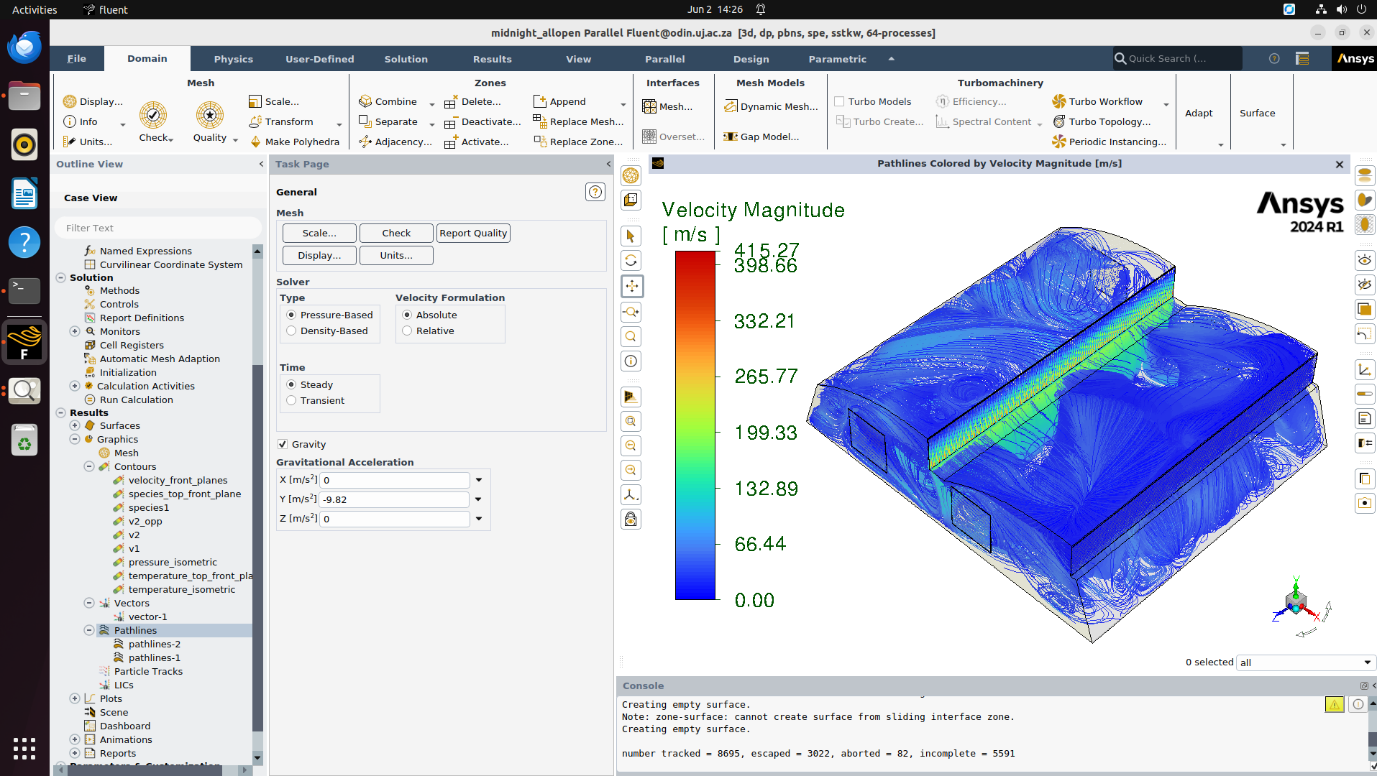 Activities
Fluent
Jun 2 14:26
midnight_allopen Parallel Fluent@odin.uj.ac.za [3d, dp, pbns, spe, sstkw, 64-processes]
File Domain Physics User-Defined Solution Results View Parallel Design Parametric
Quick Search (...
Ansys
Mesh
Display...
Info
Units...
Check
Quality
Scale...
Transform
Make Polyhedra
Zones
Combine
Separate
Adjacency...
Delete...
Deactivate...
Activate...
Append
Replace Mesh...
Replace Zone...
Interfaces
Mesh...
Overset...
Mesh Models
Dynamic Mesh...
Gap Model...
Turbomachinery
Turbo Models
Turbo Create...
Efficiency...
Spectral Content
Turbo Workflow
Turbo Topology...
Periodic Instancing...
Adapt
Surface
Outline View
Case View
Filter Text
Named Expressions
Curvilinear Coordinate System
Solution
Methods
Controls
Report Definitions
Monitors
Cell Registers
Automatic Mesh Adaption
Initialization
Calculation Activities
Run Calculation
Results
Surfaces
Graphics
Mesh
Contours
velocity_front_planes
species_top_front_plane
species1
v2_opp
v2
v1
pressure_isometric
temperature_top_front_pla
temperature_isometric
Vectors
vector-1
Pathlines
pathlines-2
pathlines-1
Particle Tracks
LICs
Plots
Scene
Dashboard
Animations
Reports
Task Page
General
Mesh
Scale... Check Report Quality
Display... Units...
Solver
Type
Pressure-Based
Density-Based
Velocity Formulation
Absolute
Relative
Time
Steady
Transient
Gravity
Gravitational Acceleration
X [m/s²] 0
Y [m/s²] -9.82
Z [m/s²] 0
Pathlines Colored by Velocity Magnitude [m/s]
Velocity Magnitude
[ m/s ]
415.27
398.66
332.21
265.77
199.33
132.89
66.44
0.00
Ansys
2024 R1
Y
X
0 selected all
Console
Creating empty surface.
Note: zone-surface: cannot create surface from sliding interface zone.
Creating empty surface.
number tracked = 8695, escaped = 3022, aborted = 82, incomplete = 5591